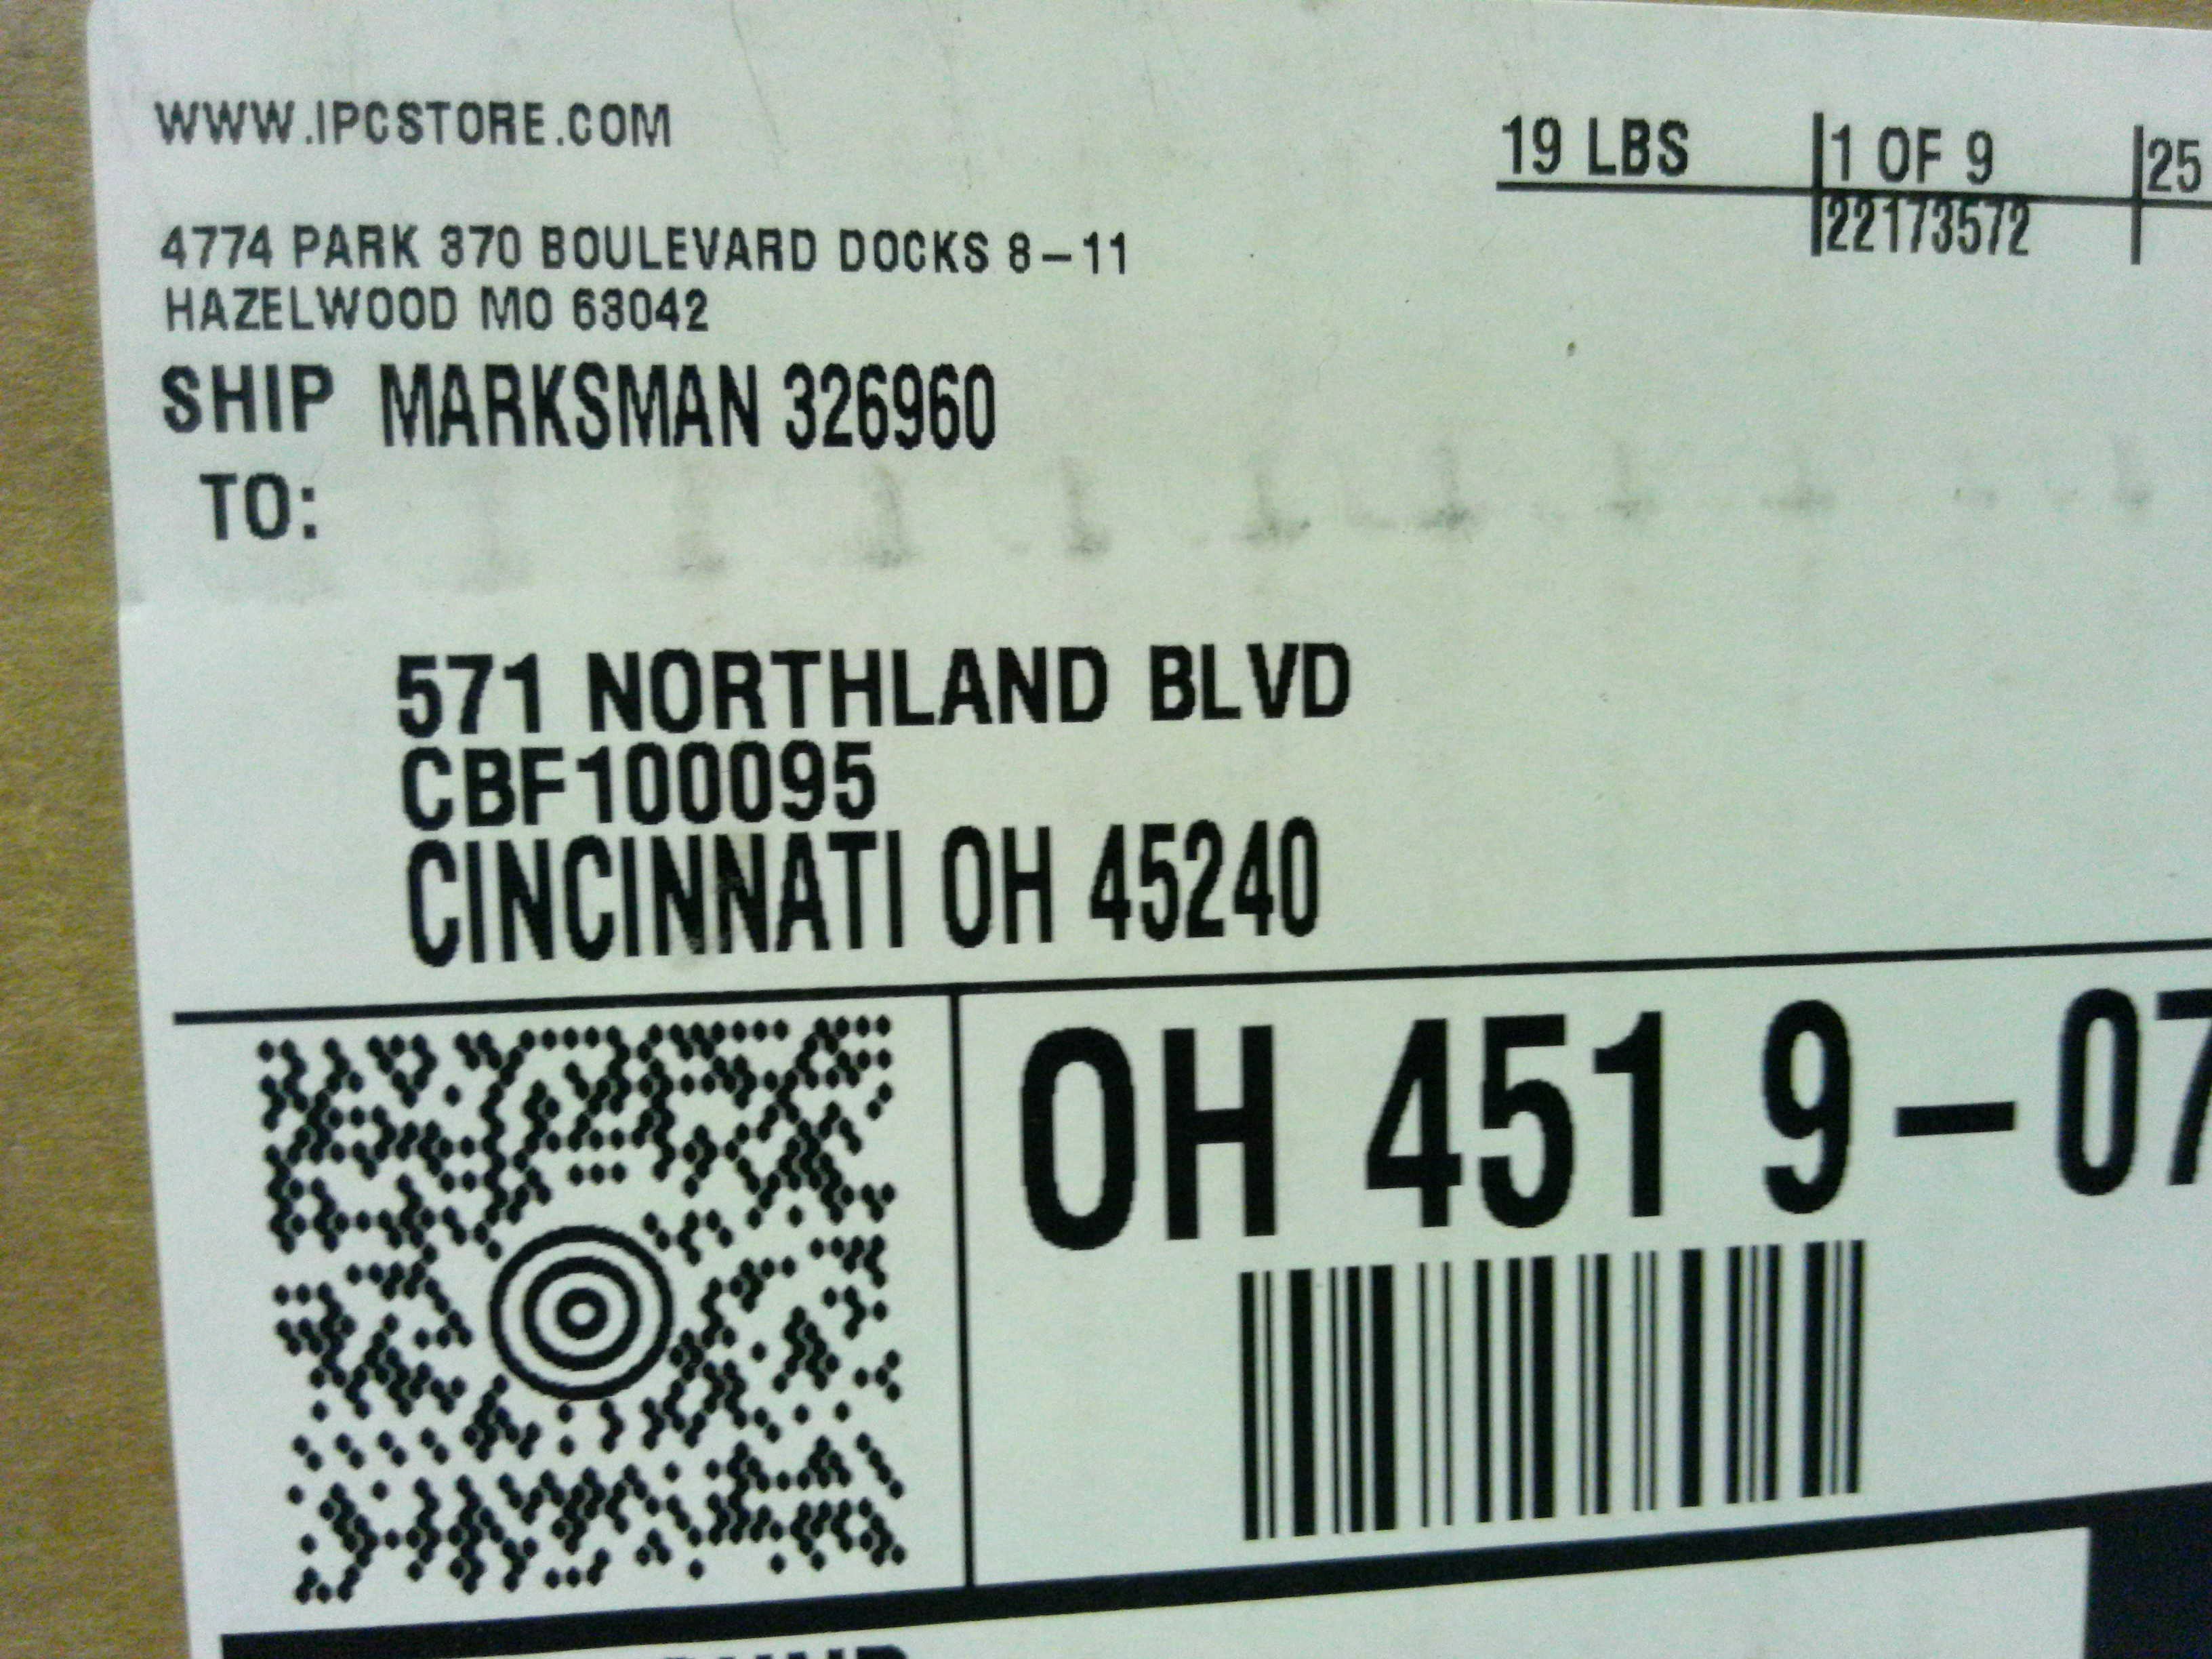 WWW.IPCSTORE.COM
19 LBS 1 OF 9 25
22173572
4774 PARK 370 BOULEVARD DOCKS 8-11
HAZELWOOD MO 63042
SHIP MARKSMAN 326960
TO:
571 NORTHLAND BLVD
CBF100095
CINCINNATI OH 45240
OH 451 9-07